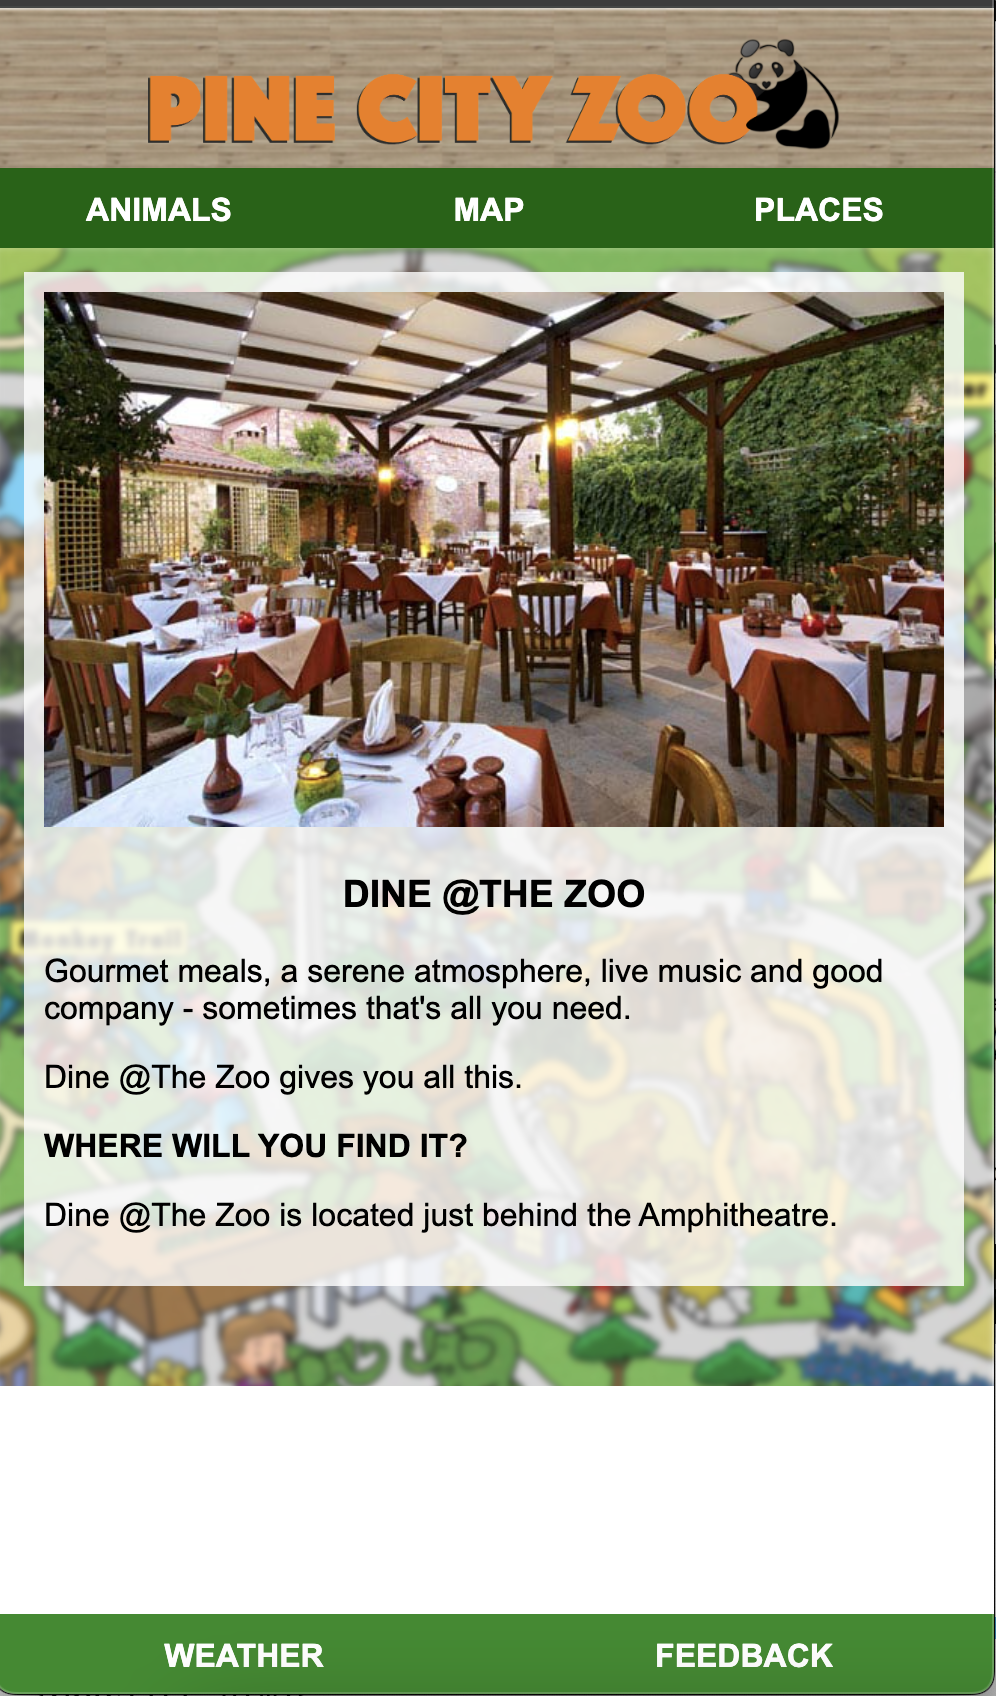 PINE CITY ZOO
ANIMALS MAP PLACES
DINE @THE ZOO
Gourmet meals, a serene atmosphere, live music and good
company - sometimes that's all you need.
Dine @The Zoo gives you all this.
WHERE WILL YOU FIND IT?
Dine @The Zoo is located just behind the Amphitheatre.
Monkey Trail
WEATHER FEEDBACK